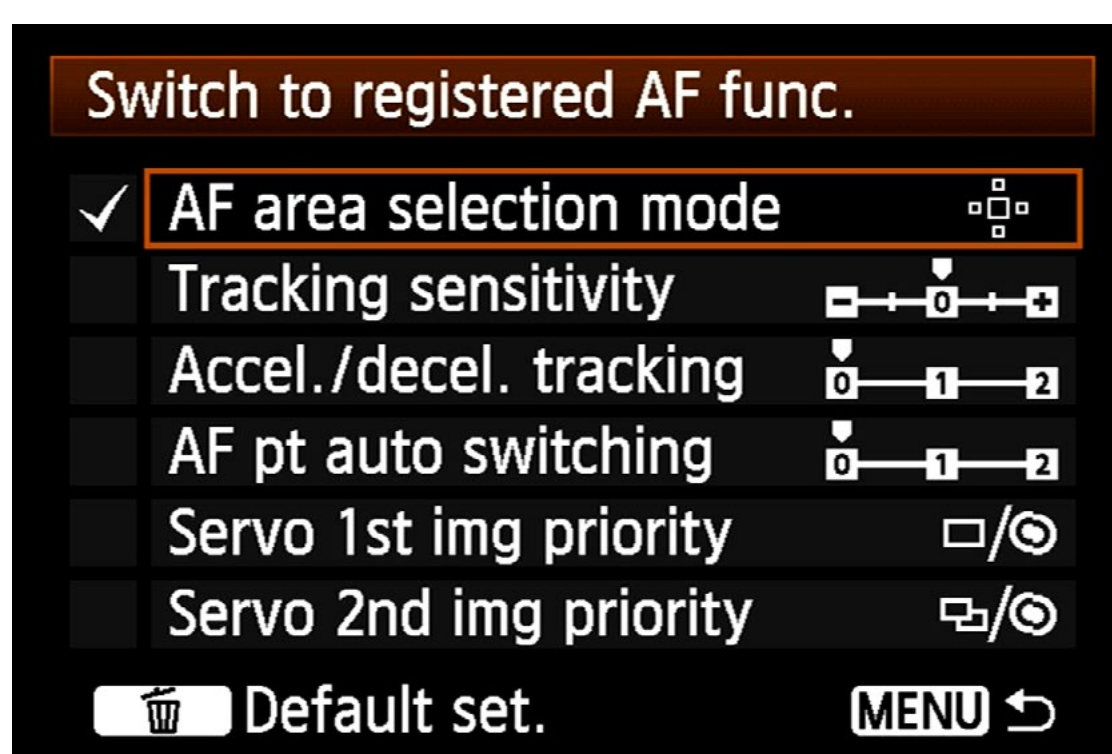 Switch to registered AF func.
AF area selection mode
Tracking sensitivity - 0 +
Accel./decel. tracking 0 1 2
AF pt auto switching 0 1 2
Servo 1st img priority /
Servo 2nd img priority /
Default set. MENU